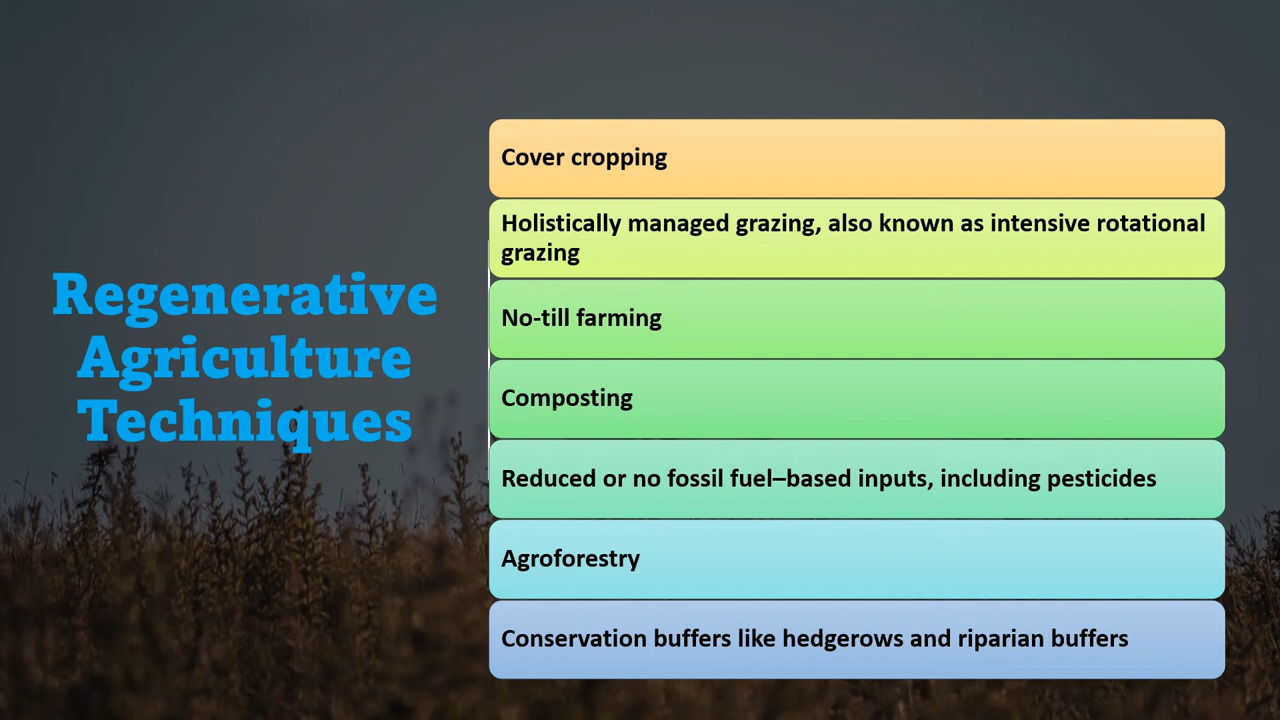 Regenerative
Agriculture
Techniques
Cover cropping
Holistically managed grazing, also known as intensive rotational
grazing
No-till farming
Composting
Reduced or no fossil fuel–based inputs, including pesticides
Agroforestry
Conservation buffers like hedgerows and riparian buffers